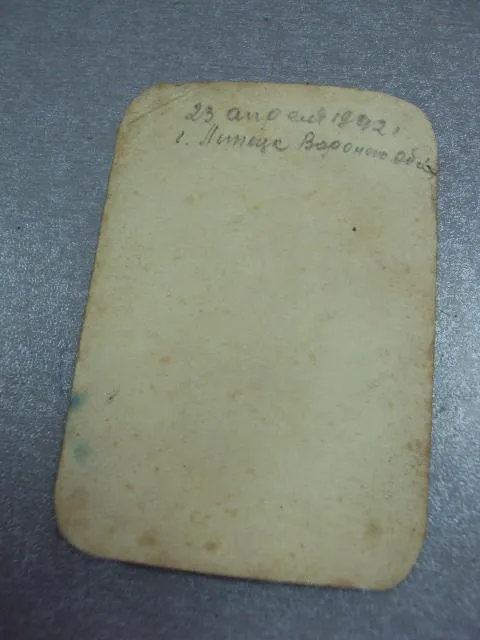 23 апреля 1942 г
г. Липецк Воронеж обл